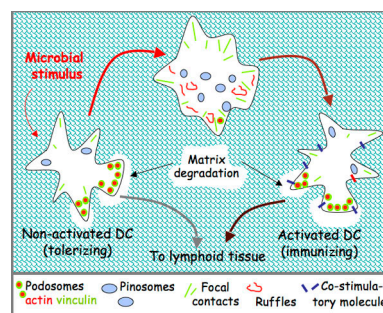 Microbial
stimulus
Matrix
degradation
Non-activated DC
(tolerizing)
Activated DC
(immunizing)
To lymphoid tissue
Podosomes
actin vinculin
Pinosomes
Focal
contacts
Ruffles
Co-stimula-
tory molecule